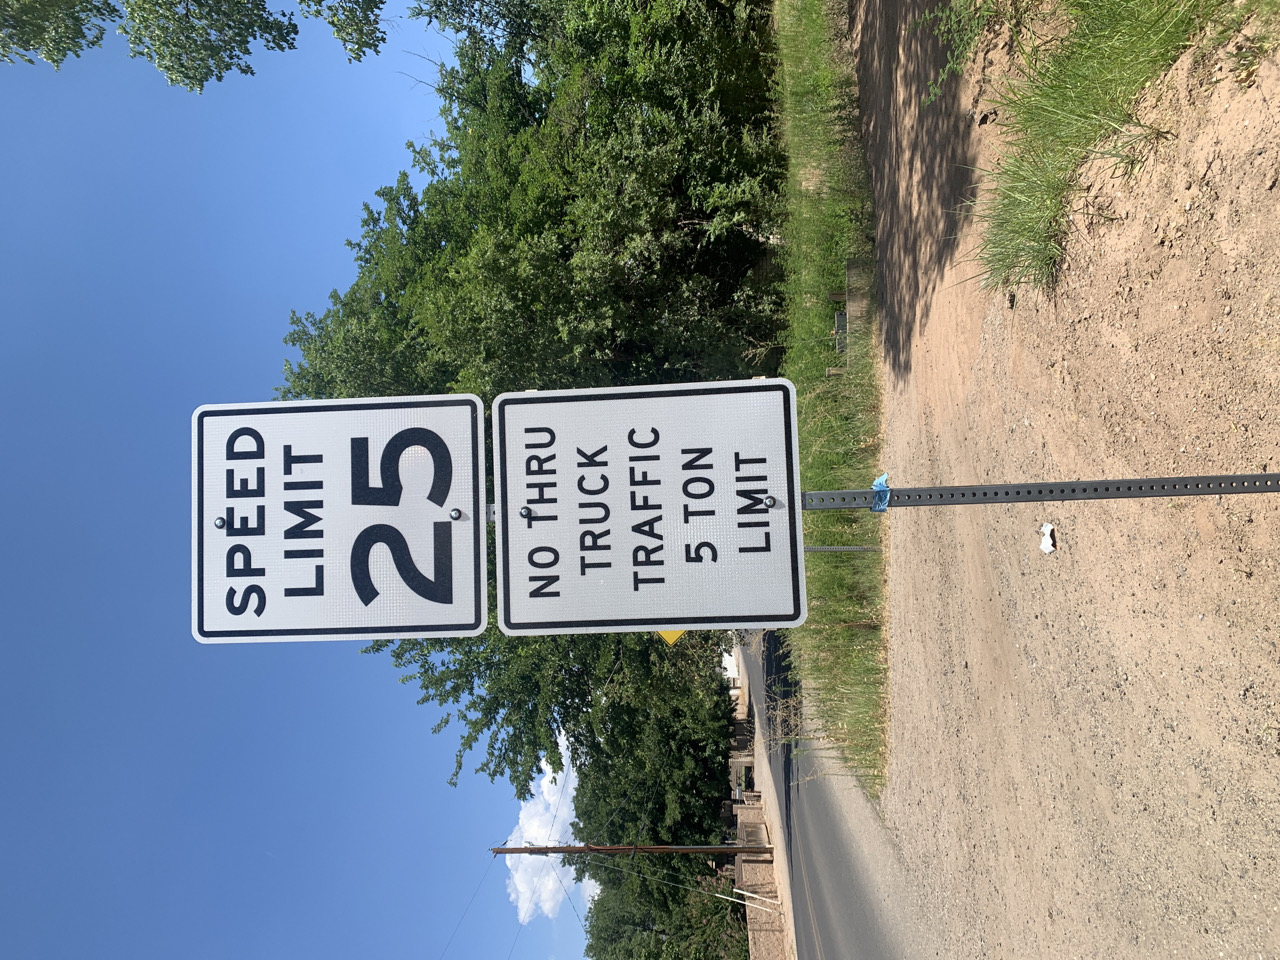 SPEED
LIMIT
25
NO THRU
TRUCK
TRAFFIC
5 TON
LIMIT